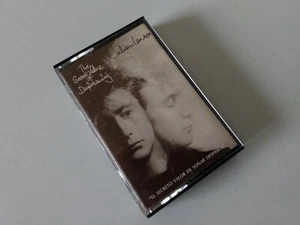 The
Secret Value
of
Daydreaming
Julian Lennon
"EL SECRETO VALOR DE SOÑAR DESPIERTO"